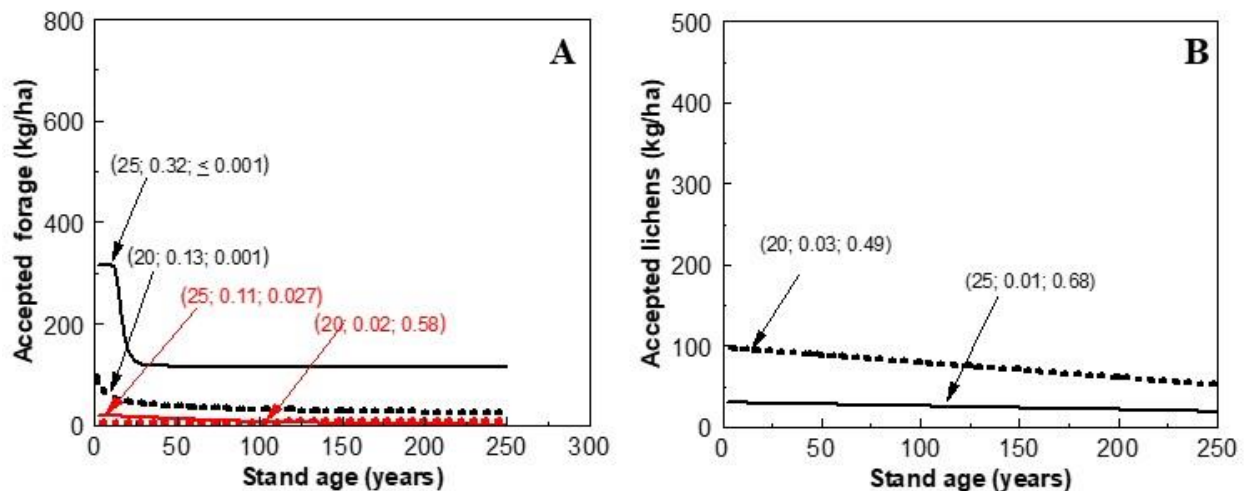 A
Accepted forage (kg/ha)
800
600
400
200
0
(25; 0.32; ≤ 0.001)
(20; 0.13; 0.001)
(25; 0.11; 0.027)
(20; 0.02; 0.58)
0 50 100 150 200 250 300
Stand age (years)
B
Accepted lichens (kg/ha)
500
400
300
200
100
0
(20; 0.03; 0.49)
(25; 0.01; 0.68)
0 50 100 150 200 250
Stand age (years)